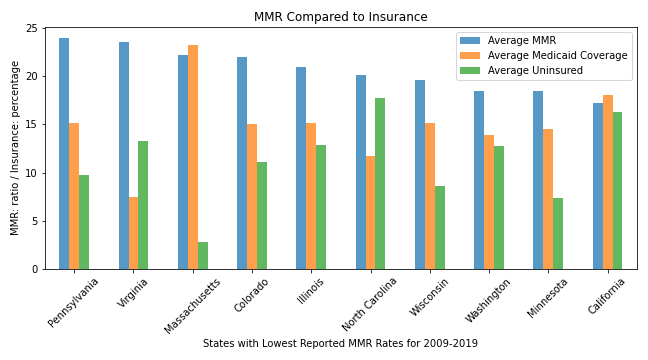 MMR Compared to Insurance
Average MMR
Average Medicaid Coverage
Average Uninsured
MMR: ratio / Insurance: percentage
25
20
15
10
5
0
Pennsylvania
Virginia
Massachusetts
Colorado
Illinois
North Carolina
Wisconsin
Washington
Minnesota
California
States with Lowest Reported MMR Rates for 2009-2019